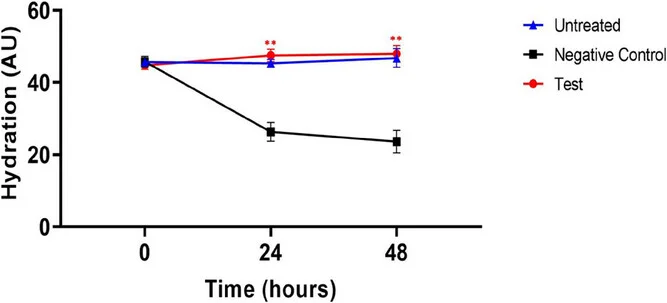 Hydration (AU)
60
40
20
0
** **
0 24 48
Time (hours)
Untreated
Negative Control
Test